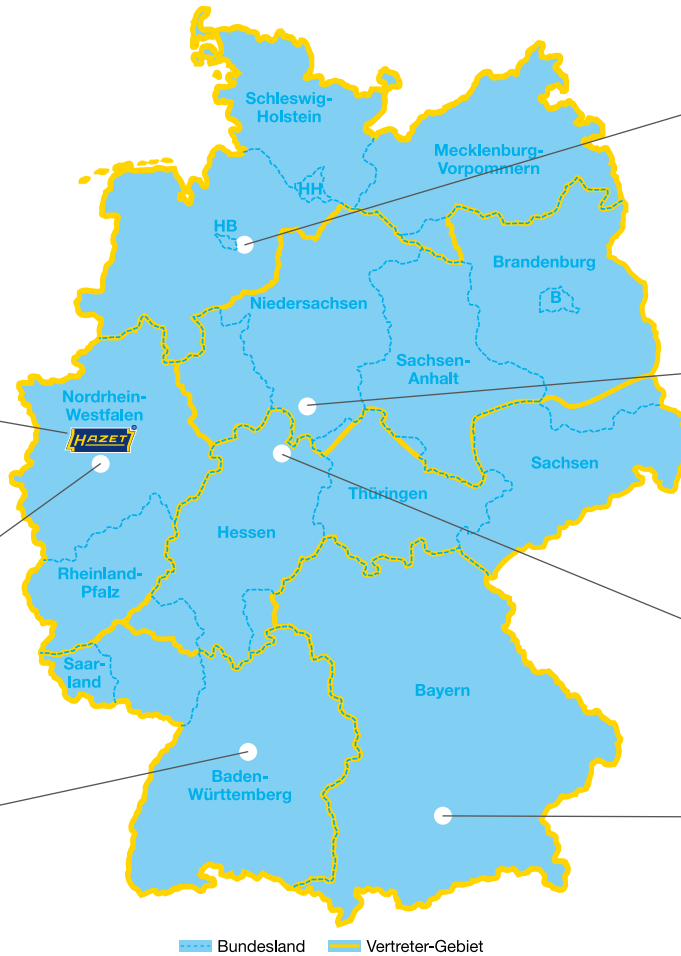 Schleswig-
Holstein
Mecklenburg-
Vorpommern
HH
HB
Brandenburg
B
Niedersachsen
Sachsen-
Anhalt
Nordrhein-
Westfalen
HAZET®
Sachsen
Thüringen
Hessen
Rheinland-
Pfalz
Saar-
land
Bayern
Baden-
Württemberg
Bundesland
Vertreter-Gebiet